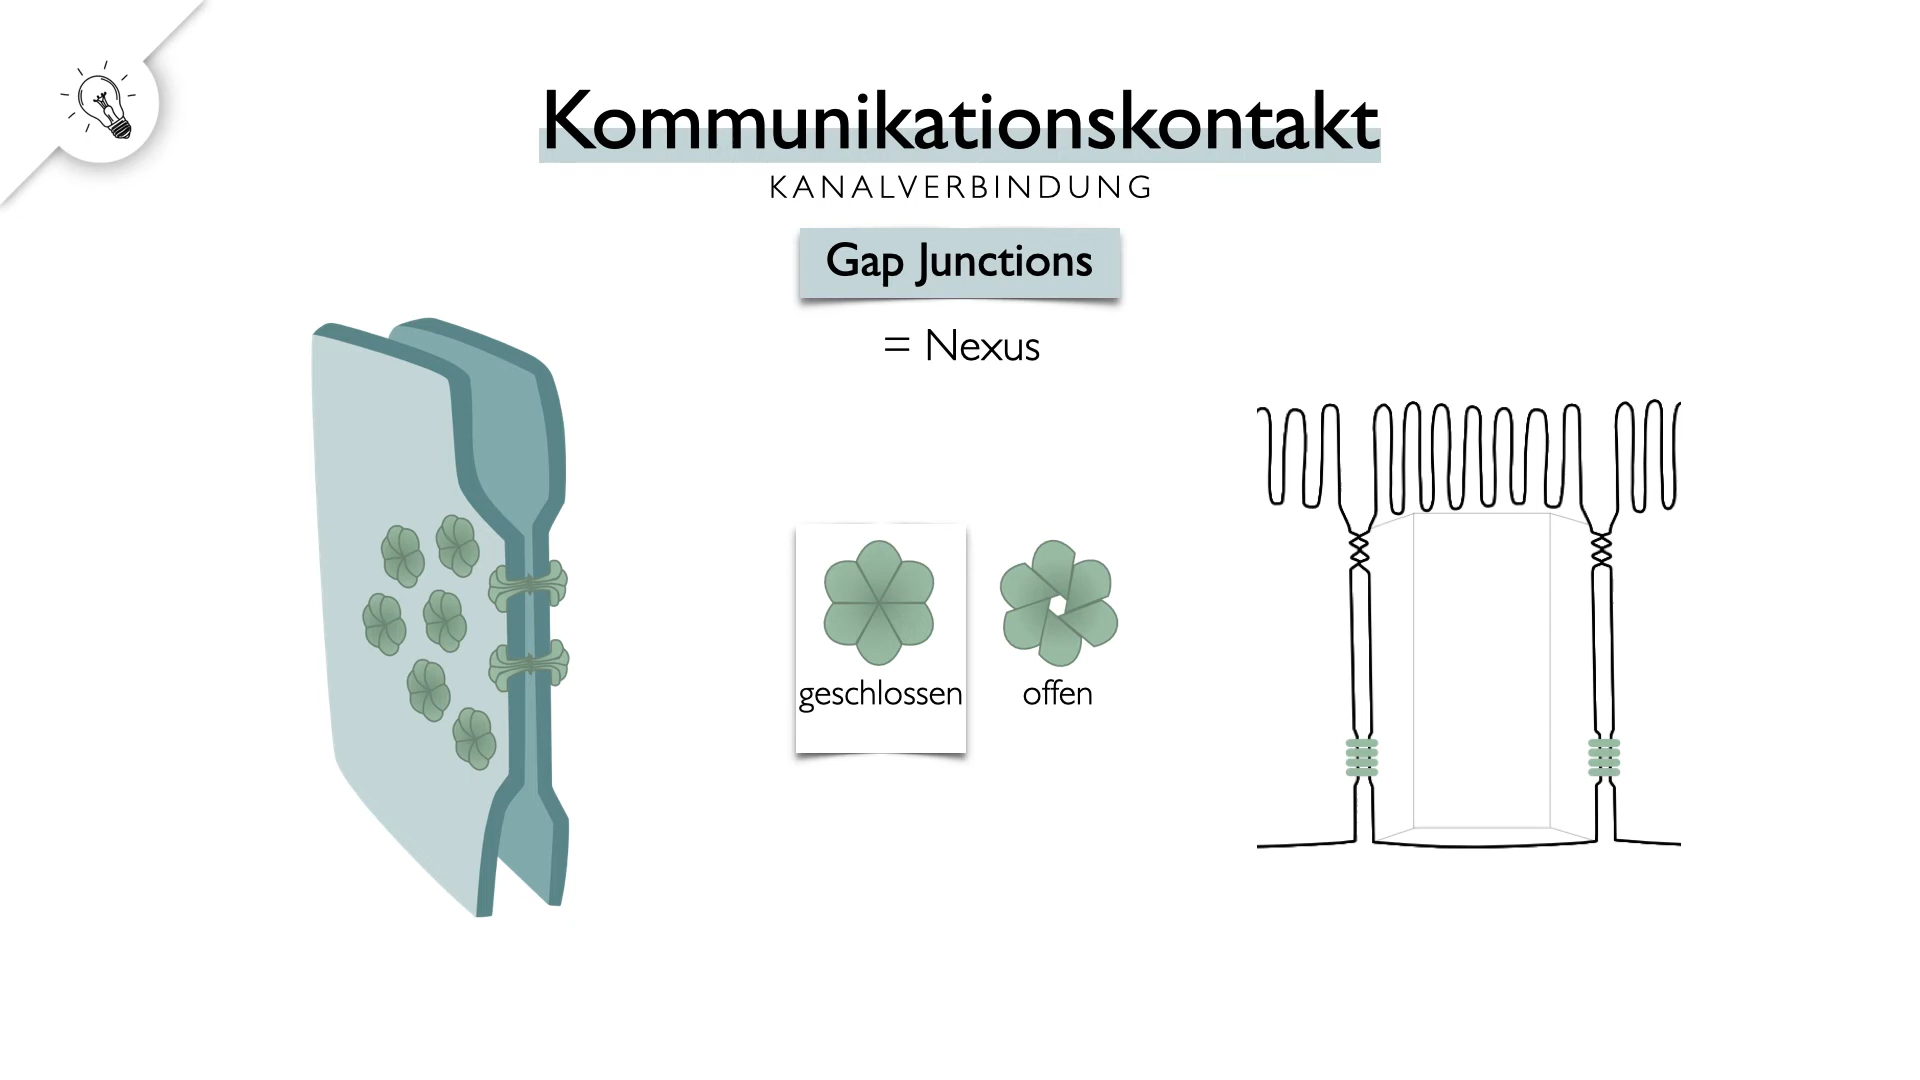 Kommunikationskontakt
KANALVERBINDUNG
Gap Junctions
= Nexus
geschlossen
offen